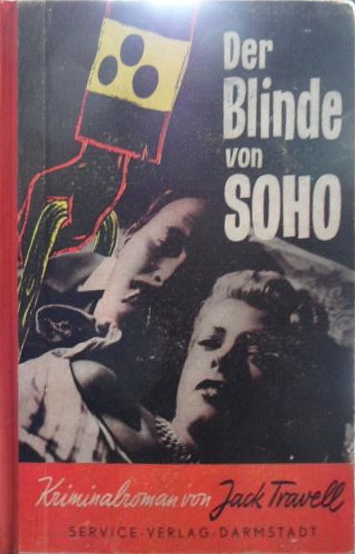 Der
Blinde
von
SOHO
Kriminalroman von Jack Travell
SERVICE-VERLAG DARMSTADT